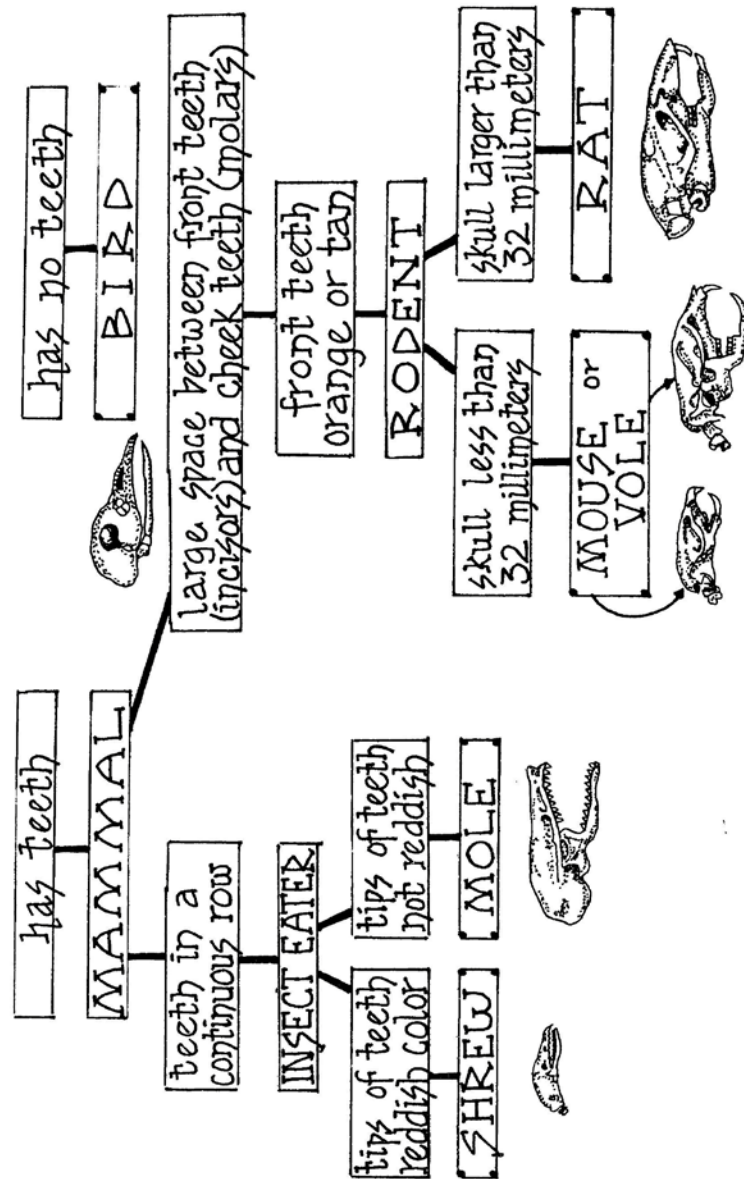 has teeth
MAMMMAL
has no teeth
BIRD
teeth in a
continuous row
large space between front teeth
(incisors) and cheek teeth (molars)
INSECT EATER
front teeth
orange or tan
RODENT
tips of teeth
reddish color
tips of teeth
not reddish
skull less than
32 millimeters
skull larger than
32 millimeters
SHREW
MOLE
MOUSE or
VOLE
RAT